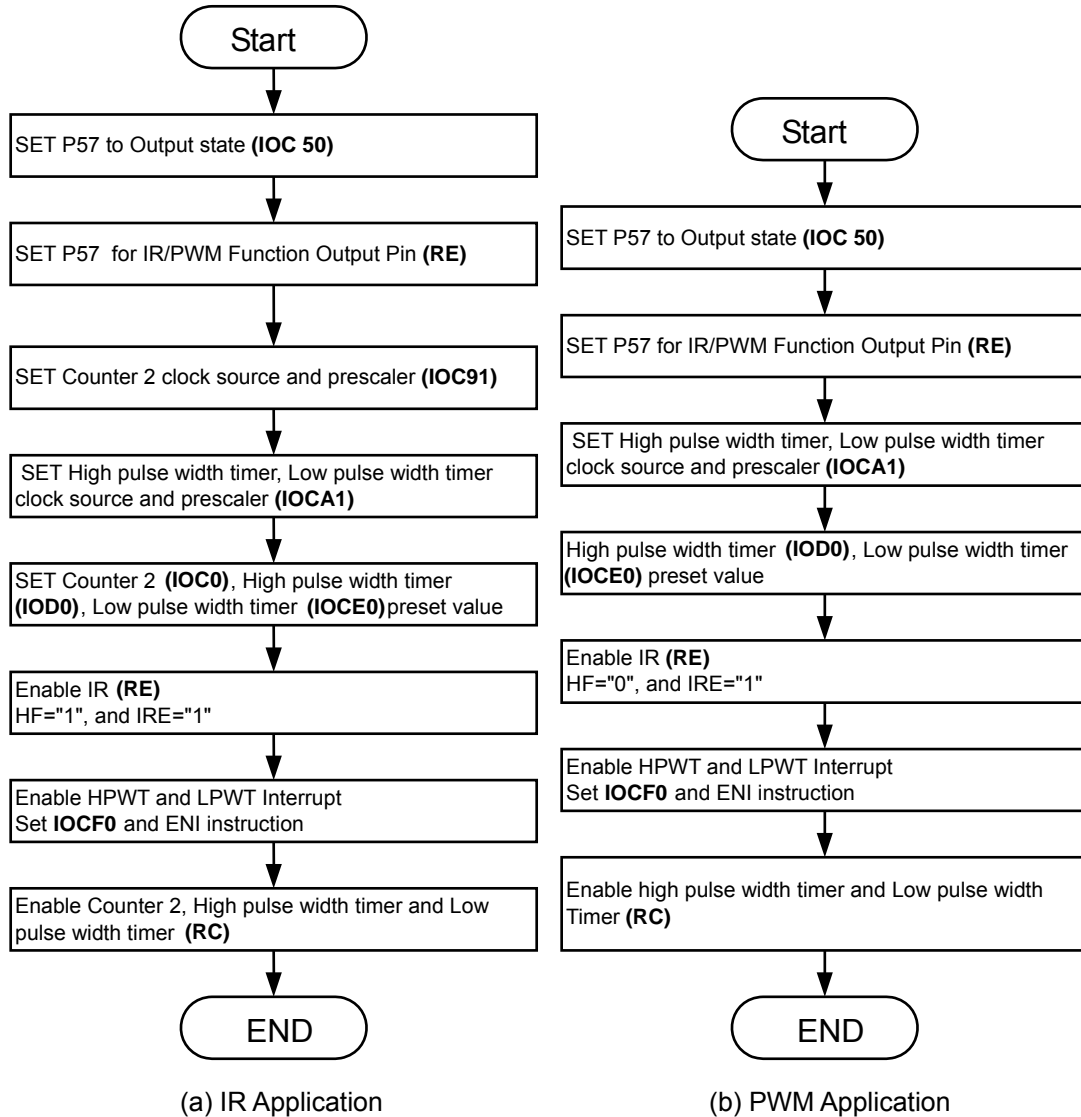 Start
SET P57 to Output state (IOC 50)
SET P57 for IR/PWM Function Output Pin (RE)
SET Counter 2 clock source and prescaler (IOC91)
SET High pulse width timer, Low pulse width timer
clock source and prescaler (IOCA1)
SET Counter 2 (IOC0), High pulse width timer
(IOD0), Low pulse width timer (IOCE0) preset value
Enable IR (RE)
HF="1", and IRE="1"
Enable HPWT and LPWT Interrupt
Set IOCF0 and ENI instruction
Enable Counter 2, High pulse width timer and Low
pulse width timer (RC)
END
(a) IR Application
Start
SET P57 to Output state (IOC 50)
SET P57 for IR/PWM Function Output Pin (RE)
SET High pulse width timer, Low pulse width timer
clock source and prescaler (IOCA1)
High pulse width timer (IOD0), Low pulse width timer
(IOCE0) preset value
Enable IR (RE)
HF="0", and IRE="1"
Enable HPWT and LPWT Interrupt
Set IOCF0 and ENI instruction
Enable high pulse width timer and Low pulse width
Timer (RC)
END
(b) PWM Application